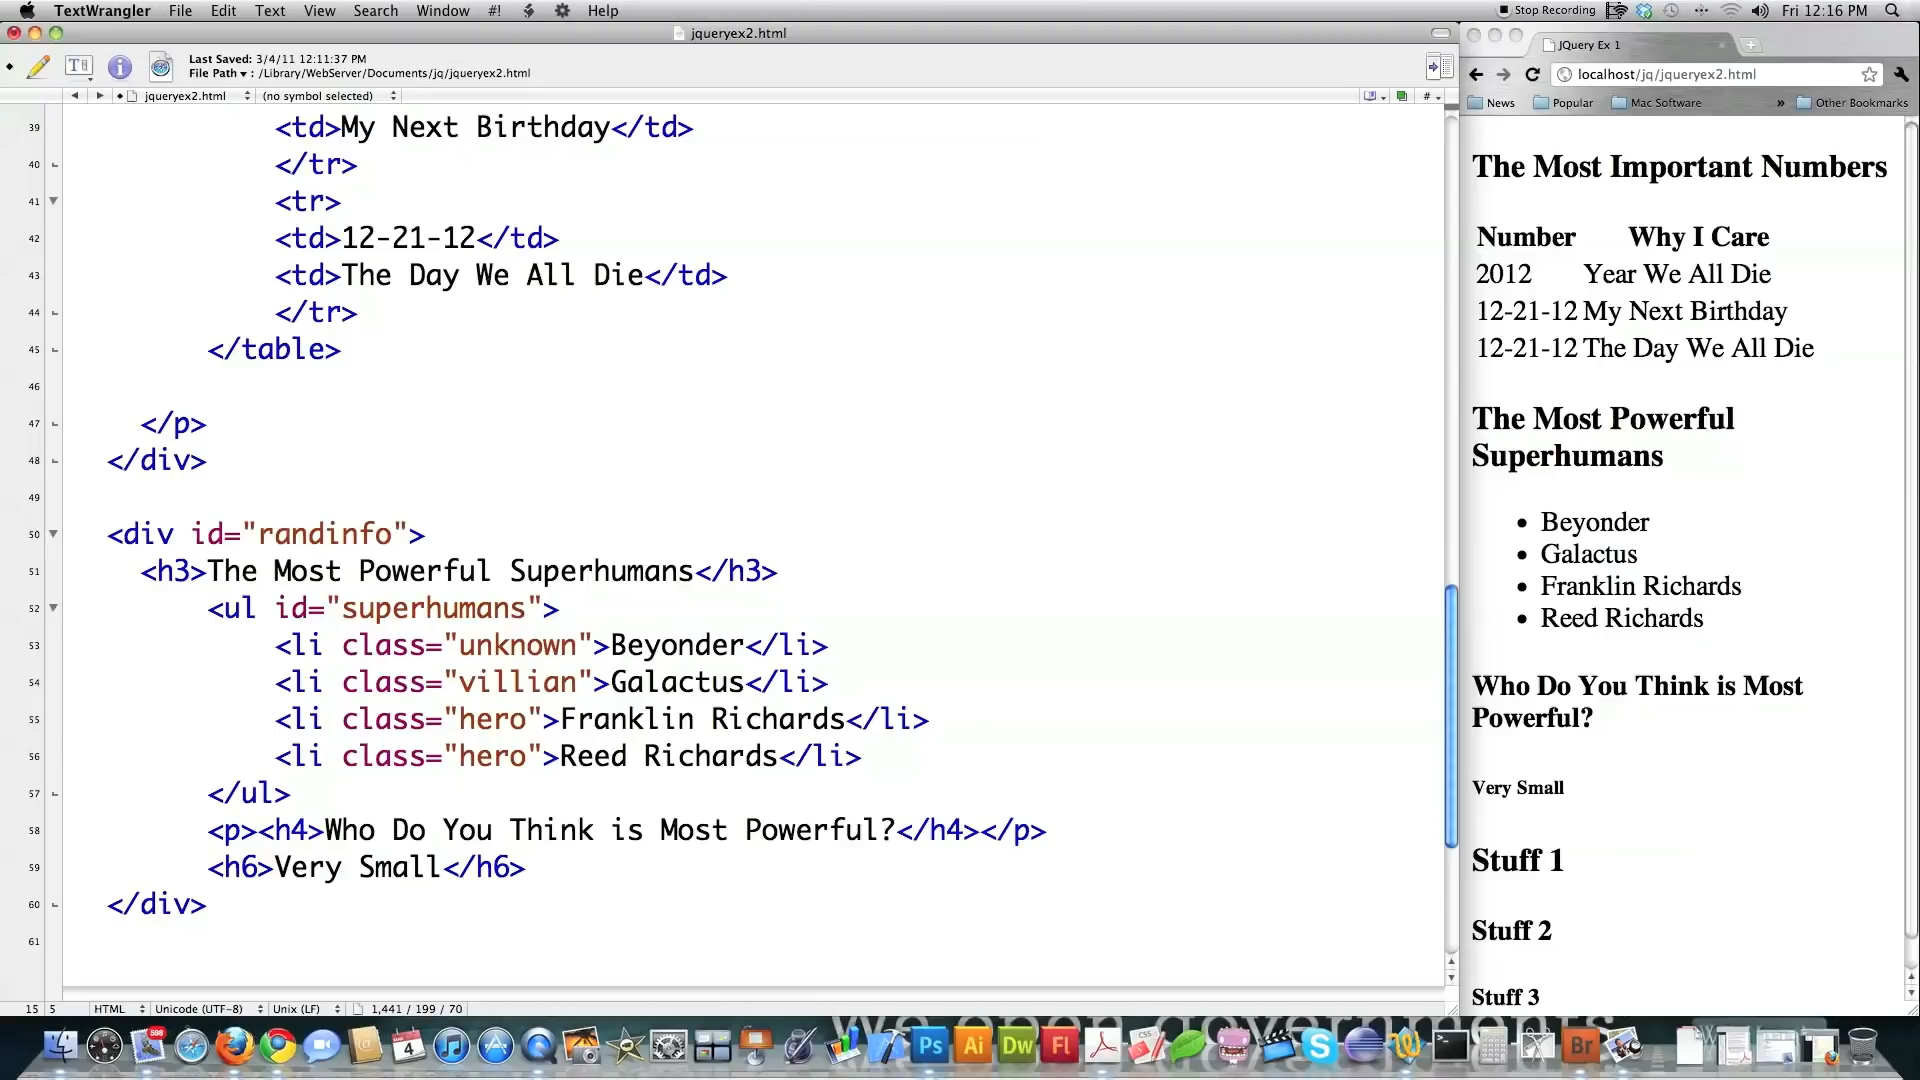 TextWrangler File Edit Text View Search Window #! Help Stop Recording Fri 12:16 PM
jqueryex2.html
Last Saved: 3/4/11 12:11:37 PM
File Path ▾ : /Library/WebServer/Documents/jq/jqueryex2.html
jqueryex2.html (no symbol selected) #
39 <td>My Next Birthday</td>
40 </tr>
41 <tr>
42 <td>12-21-12</td>
43 <td>The Day We All Die</td>
44 </tr>
45 </table>
46
47 </p>
48 </div>
49
50 <div id="randinfo">
51 <h3>The Most Powerful Superhumans</h3>
52 <ul id="superhumans">
53 <li class="unknown">Beyonder</li>
54 <li class="villian">Galactus</li>
55 <li class="hero">Franklin Richards</li>
56 <li class="hero">Reed Richards</li>
57 </ul>
58 <p><h4>Who Do You Think is Most Powerful?</h4></p>
59 <h6>Very Small</h6>
60 </div>
61
15 5 HTML Unicode (UTF-8) Unix (LF) 1,441 / 199 / 70
JQuery Ex 1
localhost/jq/jqueryex2.html
News Popular Mac Software » Other Bookmarks
The Most Important Numbers
Number Why I Care
2012 Year We All Die
12-21-12 My Next Birthday
12-21-12 The Day We All Die
The Most Powerful
Superhumans
• Beyonder
• Galactus
• Franklin Richards
• Reed Richards
Who Do You Think is Most
Powerful?
Very Small
Stuff 1
Stuff 2
Stuff 3
598
4
Ps Ai Dw Fl CSS Br